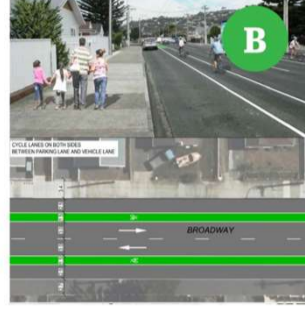 B
CYCLE LANES ON BOTH SIDES
BETWEEN PARKING LANE AND VEHICLE LANE
BROADWAY